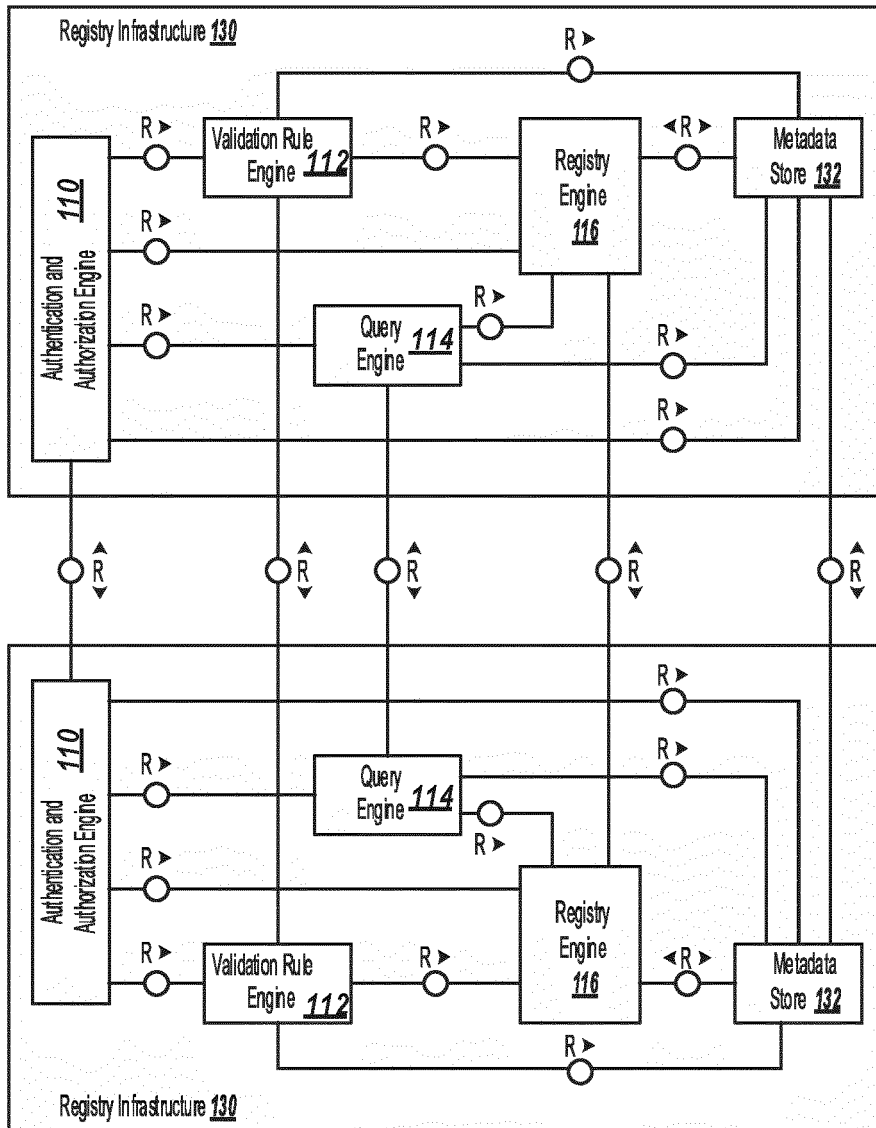 Registry Infrastructure 130
R
R
Validation Rule
Engine 112
R
Registry
Engine
116
R
Metadata
Store 132
110
Authentication and
Authorization Engine
R
R
Query
Engine 114
R
R
R
R
R
R
R
R
110
Authentication and
Authorization Engine
R
R
Query
Engine 114
R
R
R
Registry
Engine
116
R
Validation Rule
Engine 112
R
R
Metadata
Store 132
R
Registry Infrastructure 130